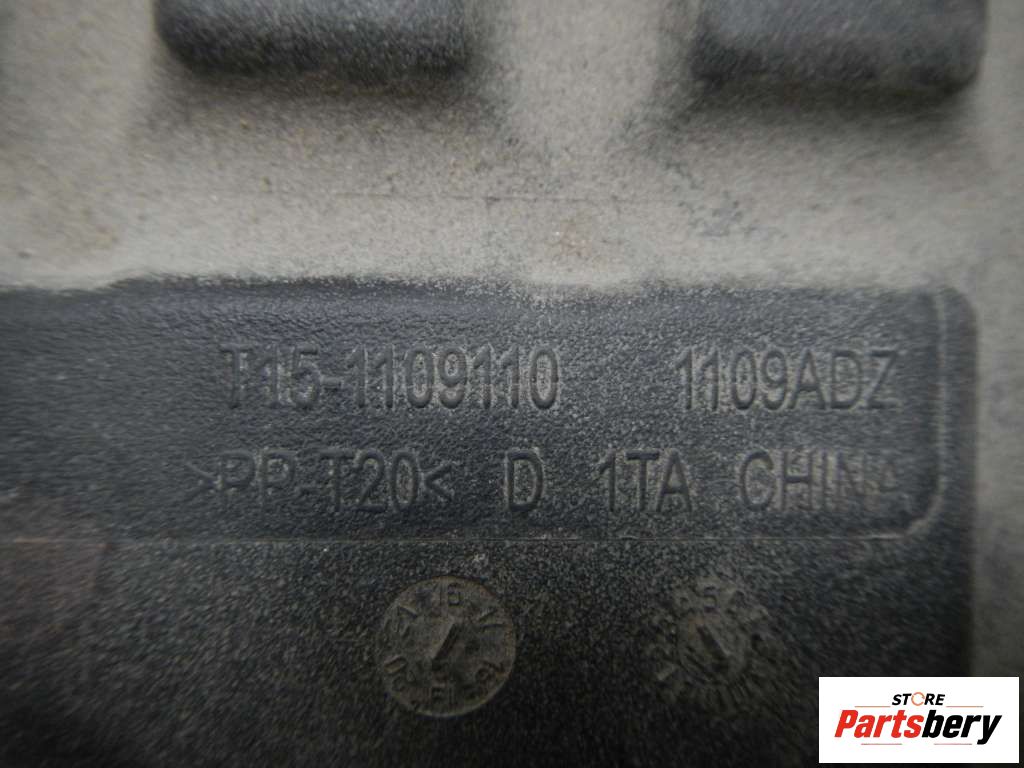 T15-1109110 1109ADZ
>PP-T20< D 1TA CHINA
STORE
Partsbery